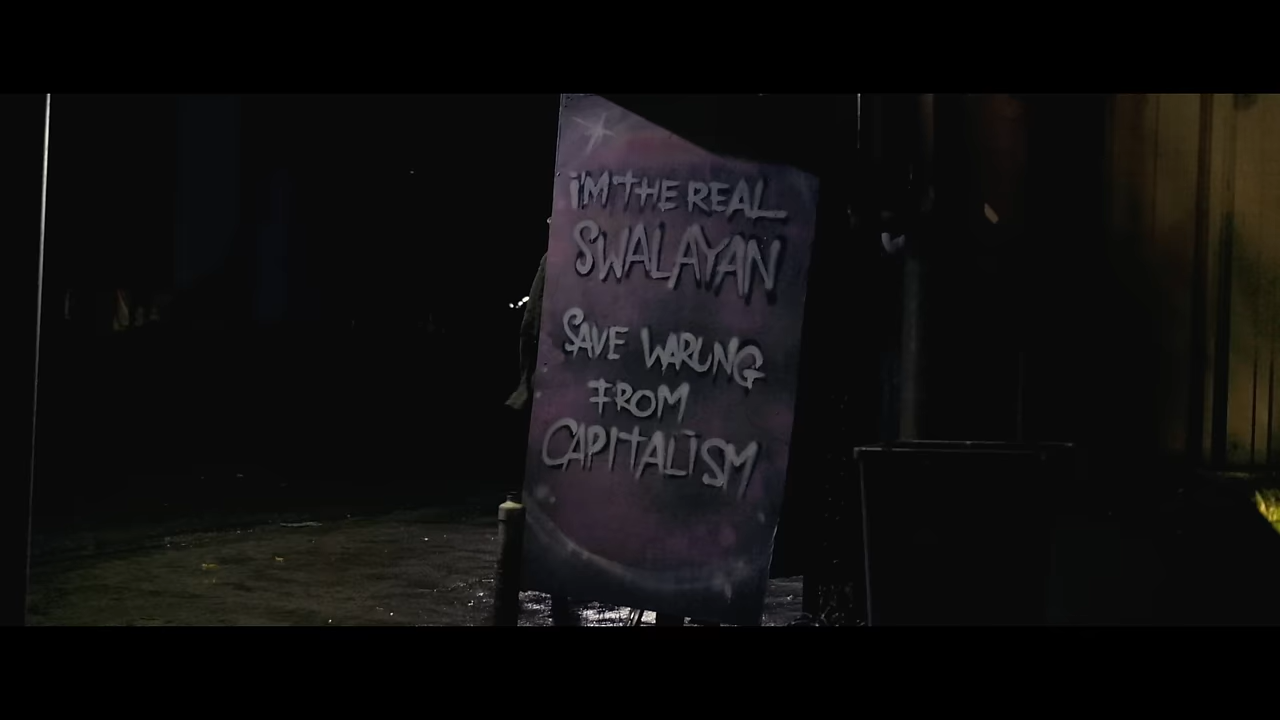 I'M THE REAL
SWALAYAN
SAVE WARUNG
FROM
CAPITALISM